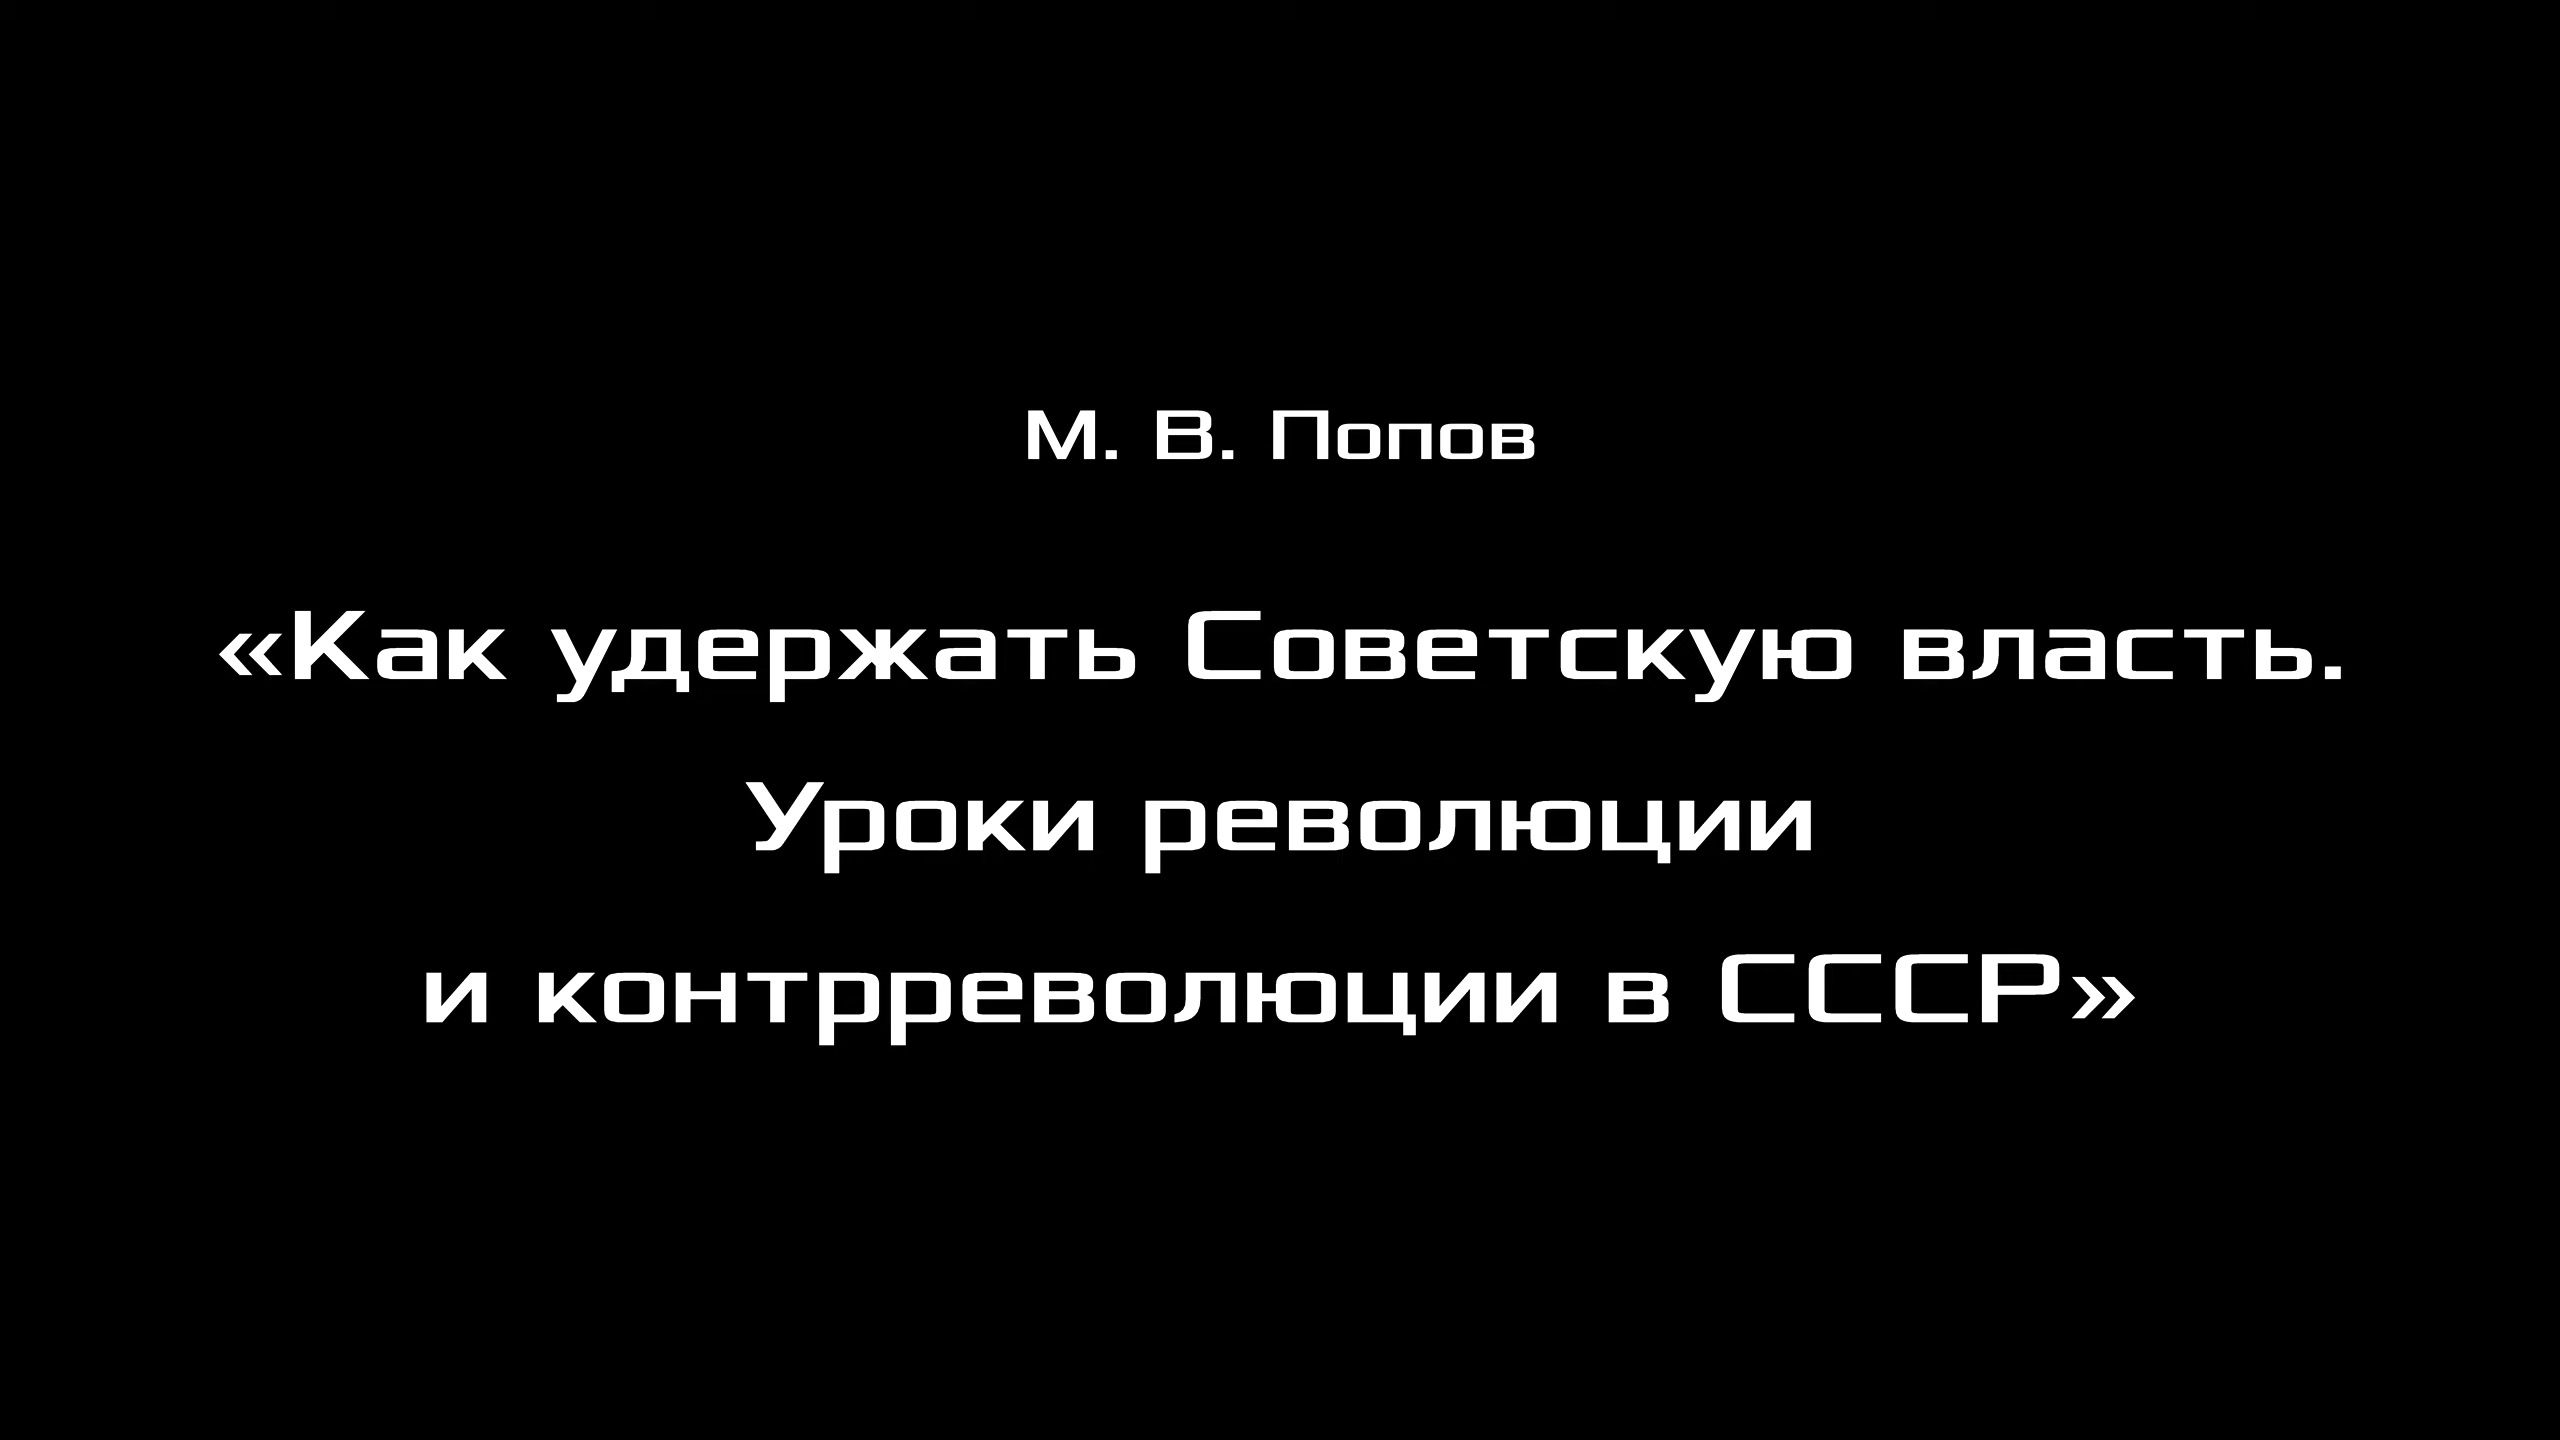 М. В. Попов
«Как удержать Советскую власть.
Уроки революции
и контрреволюции в СССР»